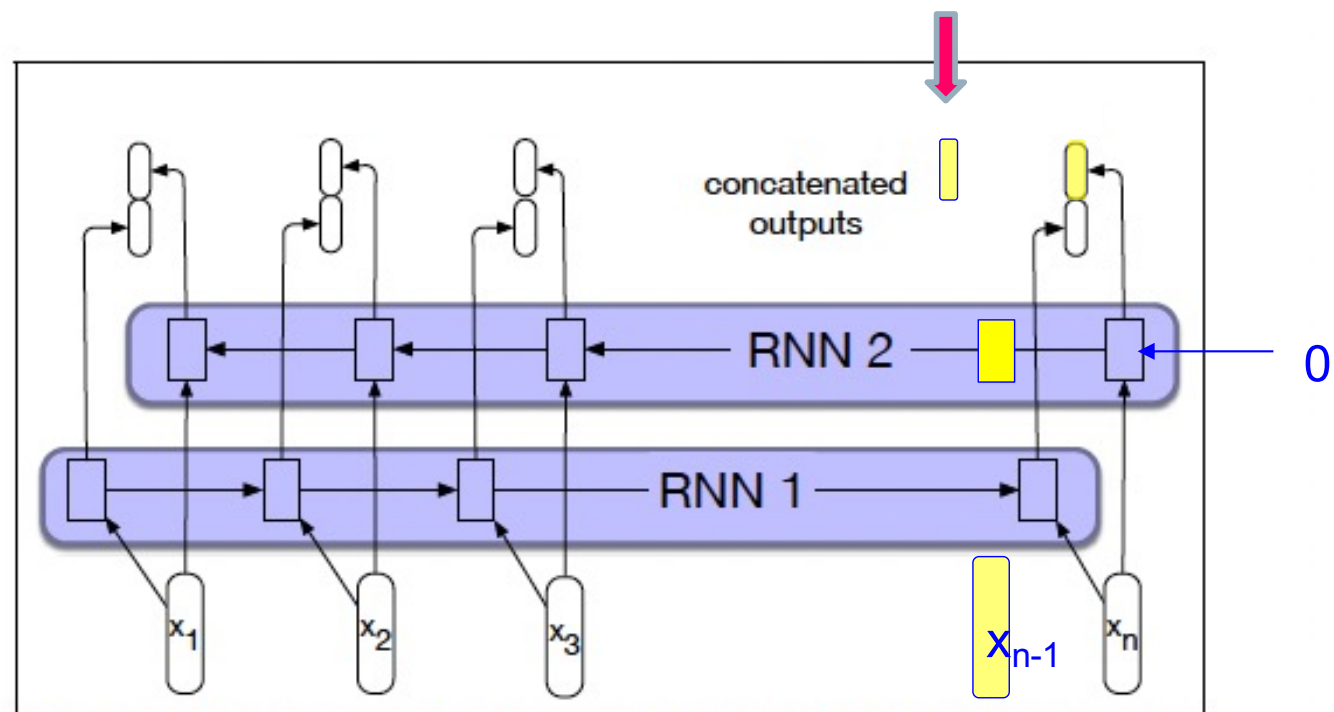 concatenated
outputs
RNN 2
0
RNN 1
x1
x2
x3
xn-1
xn